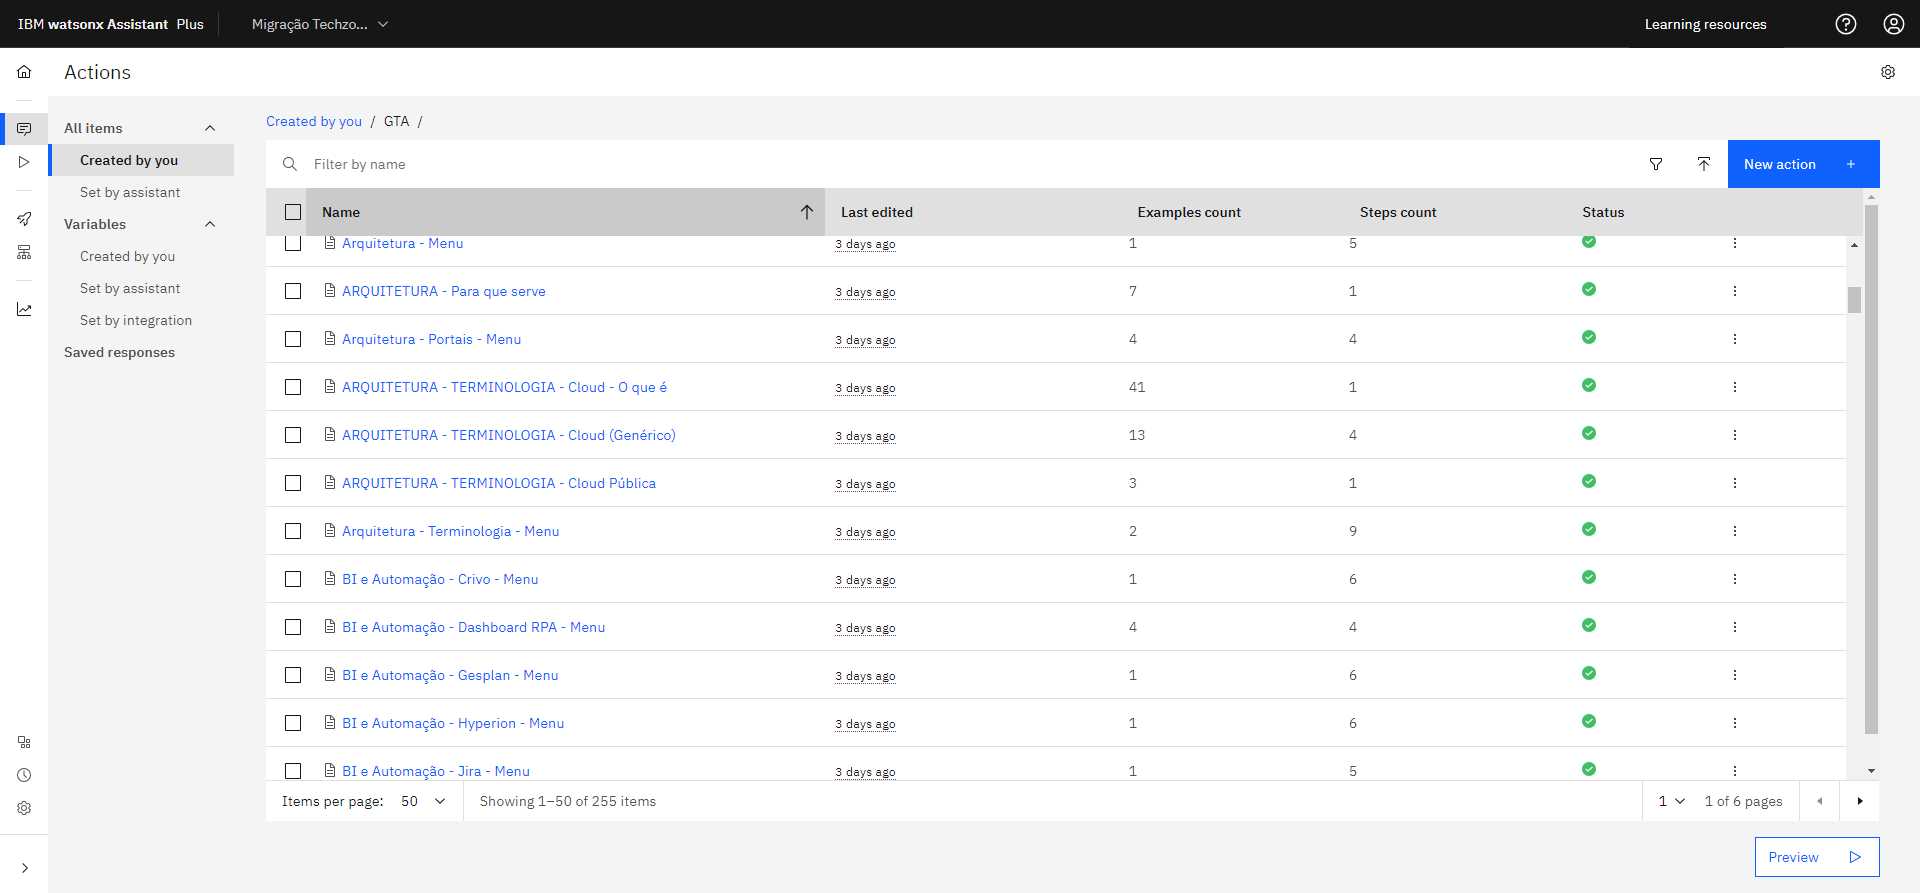 IBM watsonx Assistant Plus
Migração Techzo...
Learning resources
Actions
All items
Created by you
Set by assistant
Variables
Created by you
Set by assistant
Set by integration
Saved responses
Created by you / GTA /
Filter by name
New action +
Name Last edited Examples count Steps count Status
Arquitetura - Menu 3 days ago 1 5
ARQUITETURA - Para que serve 3 days ago 7 1
Arquitetura - Portais - Menu 3 days ago 4 4
ARQUITETURA - TERMINOLOGIA - Cloud - O que é 3 days ago 41 1
ARQUITETURA - TERMINOLOGIA - Cloud (Genérico) 3 days ago 13 4
ARQUITETURA - TERMINOLOGIA - Cloud Pública 3 days ago 3 1
Arquitetura - Terminologia - Menu 3 days ago 2 9
BI e Automação - Crivo - Menu 3 days ago 1 6
BI e Automação - Dashboard RPA - Menu 3 days ago 4 4
BI e Automação - Gesplan - Menu 3 days ago 1 6
BI e Automação - Hyperion - Menu 3 days ago 1 6
BI e Automação - Jira - Menu 3 days ago 1 5
Items per page: 50 Showing 1–50 of 255 items 1 1 of 6 pages
Preview